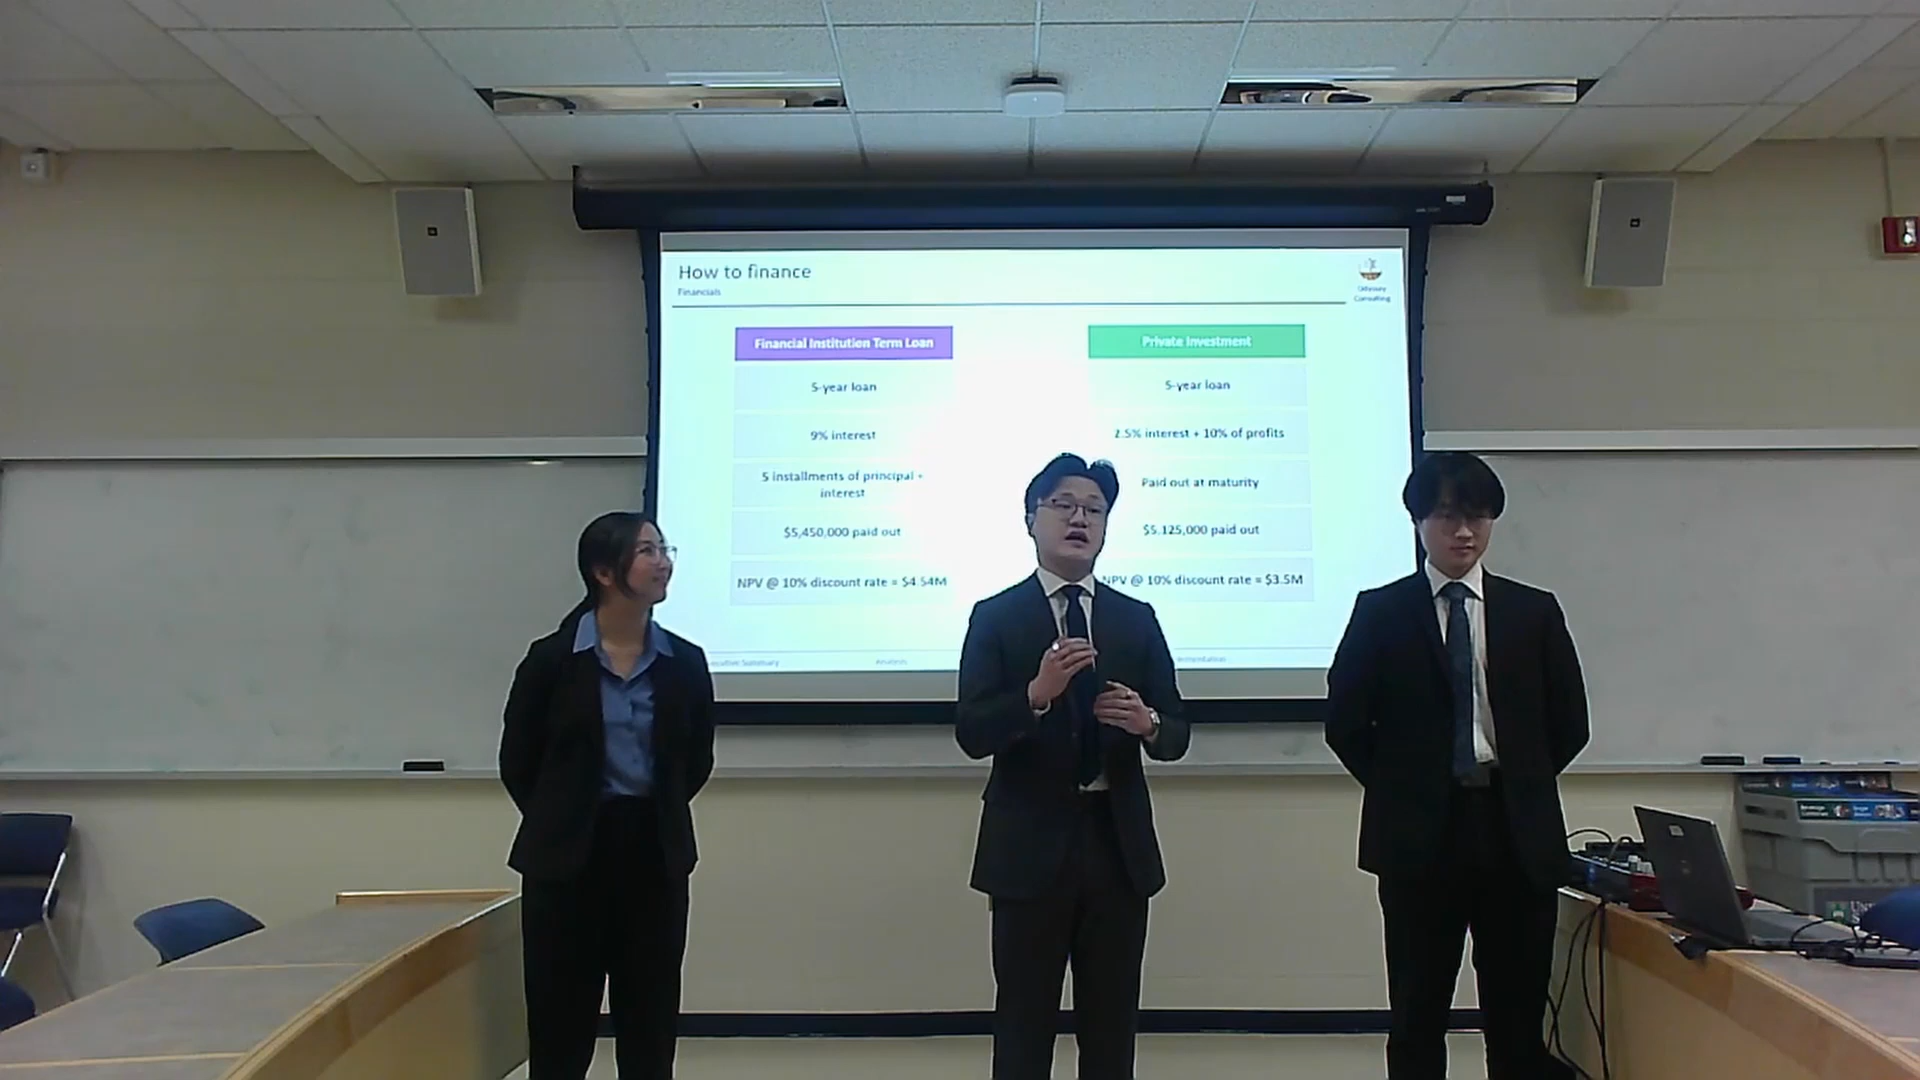 How to finance
Financials
Consulting
Financial Institution Term Loan
5-year loan
9% interest
5 installments of principal +
interest
$5,450,000 paid out
NPV @ 10% discount rate = $4.54M
Private Investment
5-year loan
2.5% interest + 10% of profits
Paid out at maturity
$5,125,000 paid out
NPV @ 10% discount rate = $3.5M
Analysis